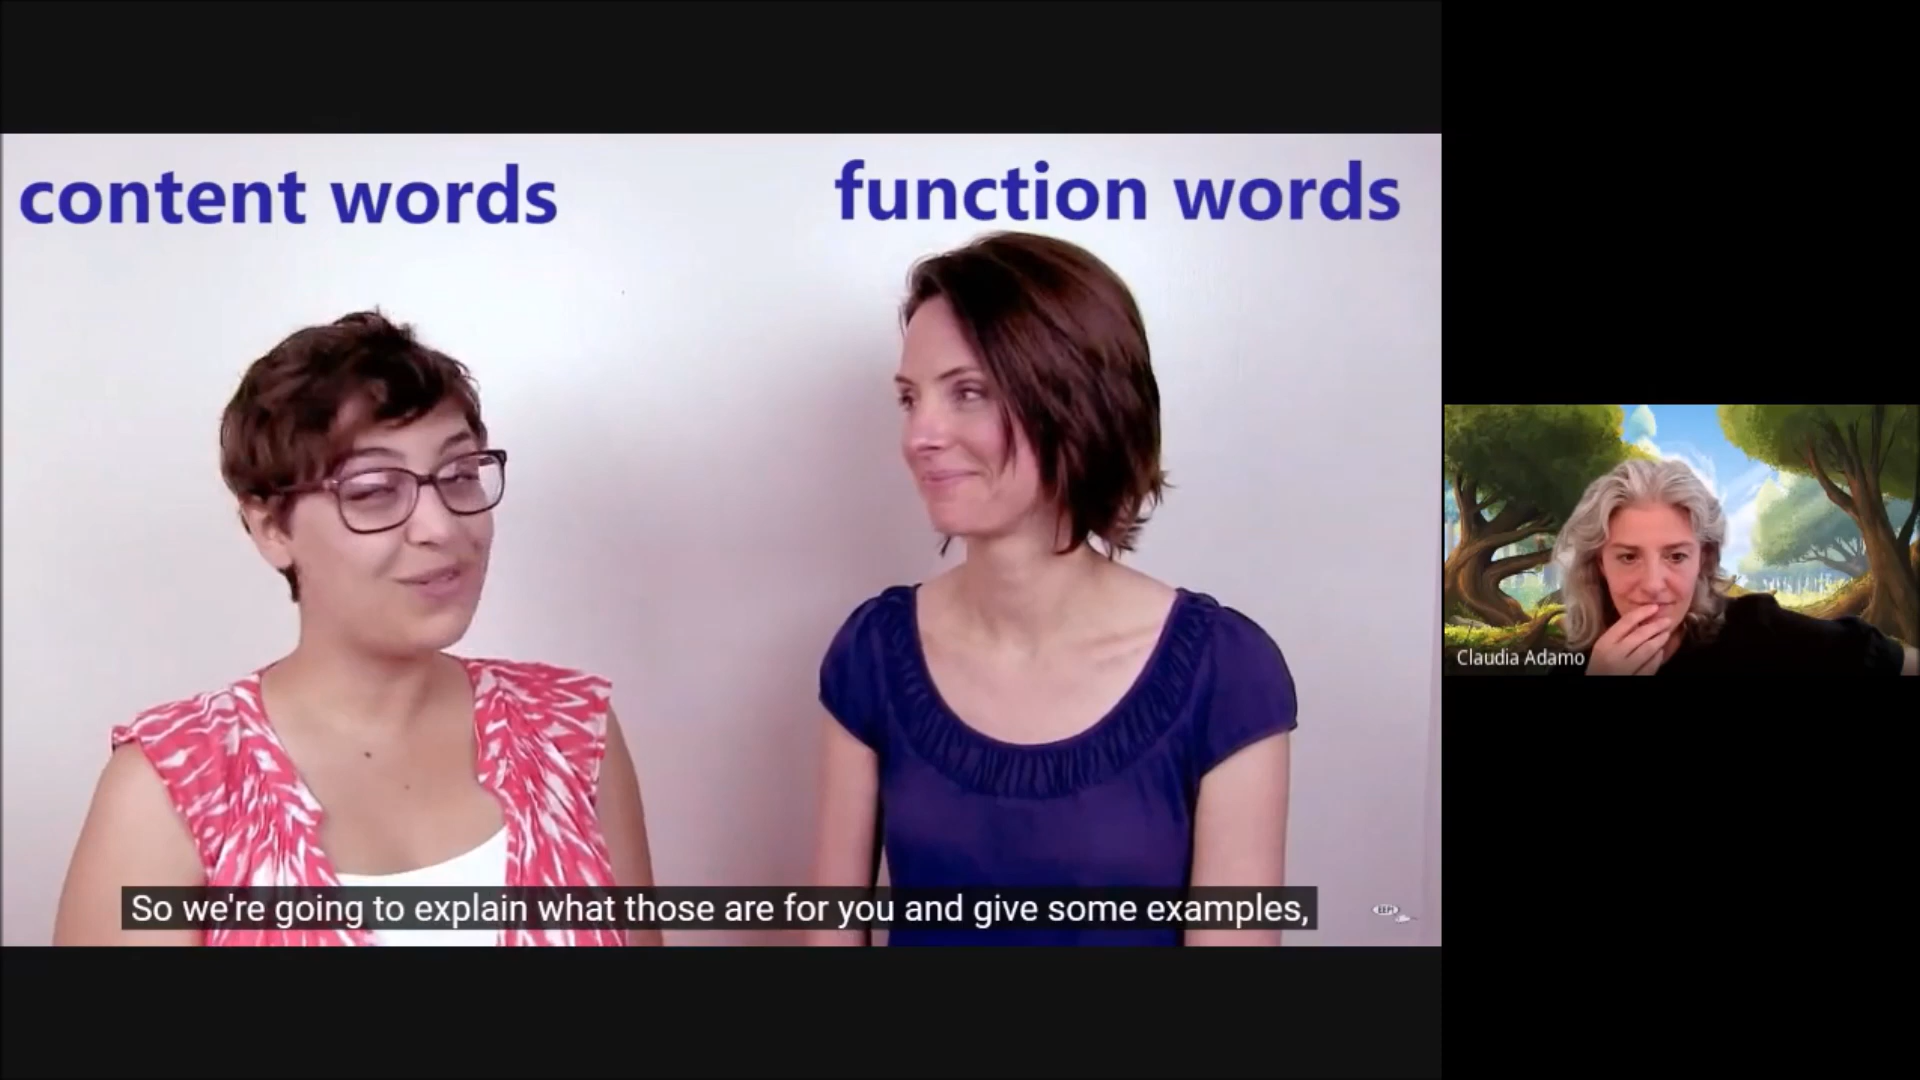 content words
function words
So we're going to explain what those are for you and give some examples,
Claudia Adamo